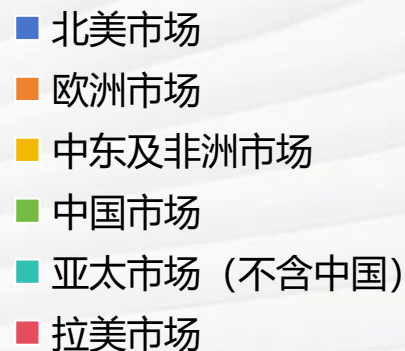 北美市场
欧洲市场
中东及非洲市场
中国市场
亚太市场（不含中国）
拉美市场